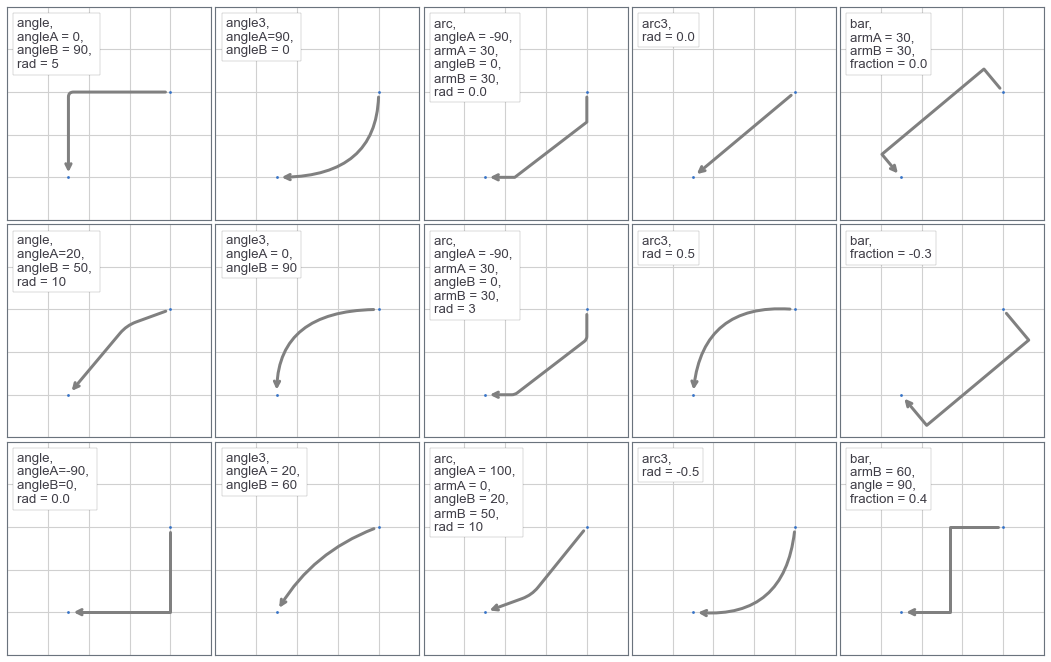 angle,
angleA = 0,
angleB = 90,
rad = 5
angle3,
angleA=90,
angleB = 0
arc,
angleA = -90,
armA = 30,
angleB = 0,
armB = 30,
rad = 0.0
arc3,
rad = 0.0
bar,
armA = 30,
armB = 30,
fraction = 0.0
angle,
angleA=20,
angleB = 50,
rad = 10
angle3,
angleA = 0,
angleB = 90
arc,
angleA = -90,
armA = 30,
angleB = 0,
armB = 30,
rad = 3
arc3,
rad = 0.5
bar,
fraction = -0.3
angle,
angleA=-90,
angleB=0,
rad = 0.0
angle3,
angleA = 20,
angleB = 60
arc,
angleA = 100,
armA = 0,
angleB = 20,
armB = 50,
rad = 10
arc3,
rad = -0.5
bar,
armB = 60,
angle = 90,
fraction = 0.4